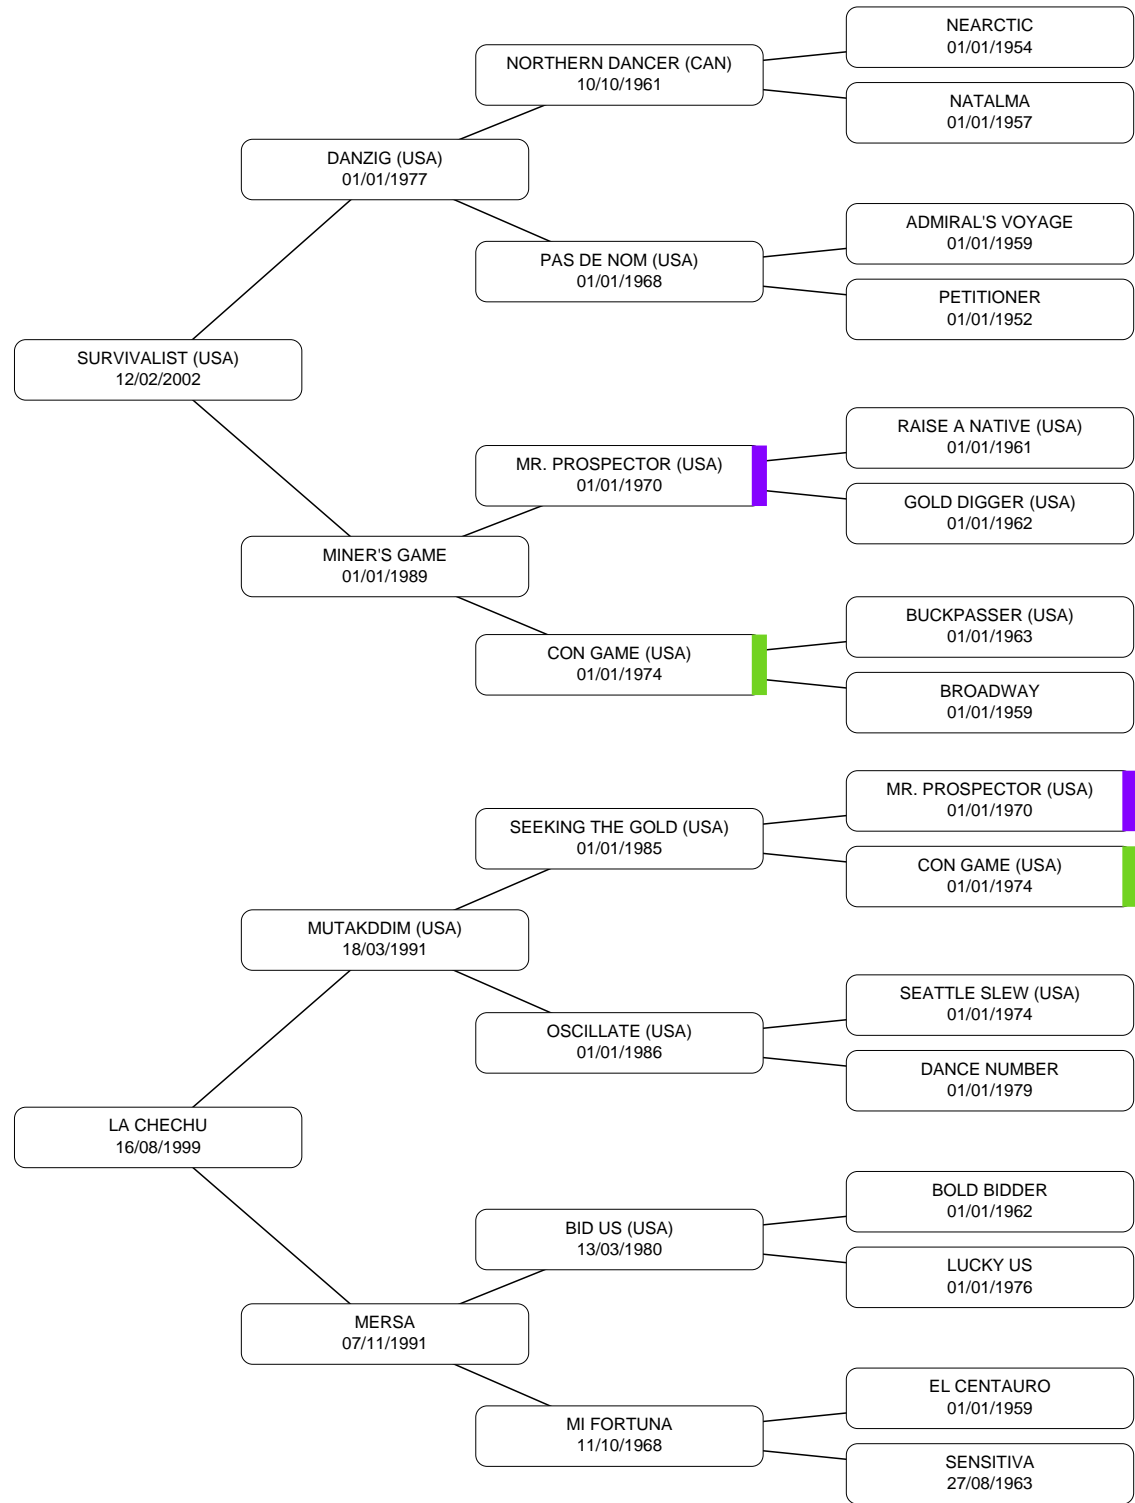 NEARCTIC
01/01/1954
NORTHERN DANCER (CAN)
10/10/1961
NATALMA
01/01/1957
DANZIG (USA)
01/01/1977
ADMIRAL'S VOYAGE
01/01/1959
PAS DE NOM (USA)
01/01/1968
PETITIONER
01/01/1952
SURVIVALIST (USA)
12/02/2002
RAISE A NATIVE (USA)
01/01/1961
MR. PROSPECTOR (USA)
01/01/1970
GOLD DIGGER (USA)
01/01/1962
MINER'S GAME
01/01/1989
BUCKPASSER (USA)
01/01/1963
CON GAME (USA)
01/01/1974
BROADWAY
01/01/1959
MR. PROSPECTOR (USA)
01/01/1970
SEEKING THE GOLD (USA)
01/01/1985
CON GAME (USA)
01/01/1974
MUTAKDDIM (USA)
18/03/1991
SEATTLE SLEW (USA)
01/01/1974
OSCILLATE (USA)
01/01/1986
DANCE NUMBER
01/01/1979
LA CHECHU
16/08/1999
BOLD BIDDER
01/01/1962
BID US (USA)
13/03/1980
LUCKY US
01/01/1976
MERSA
07/11/1991
EL CENTAURO
01/01/1959
MI FORTUNA
11/10/1968
SENSITIVA
27/08/1963